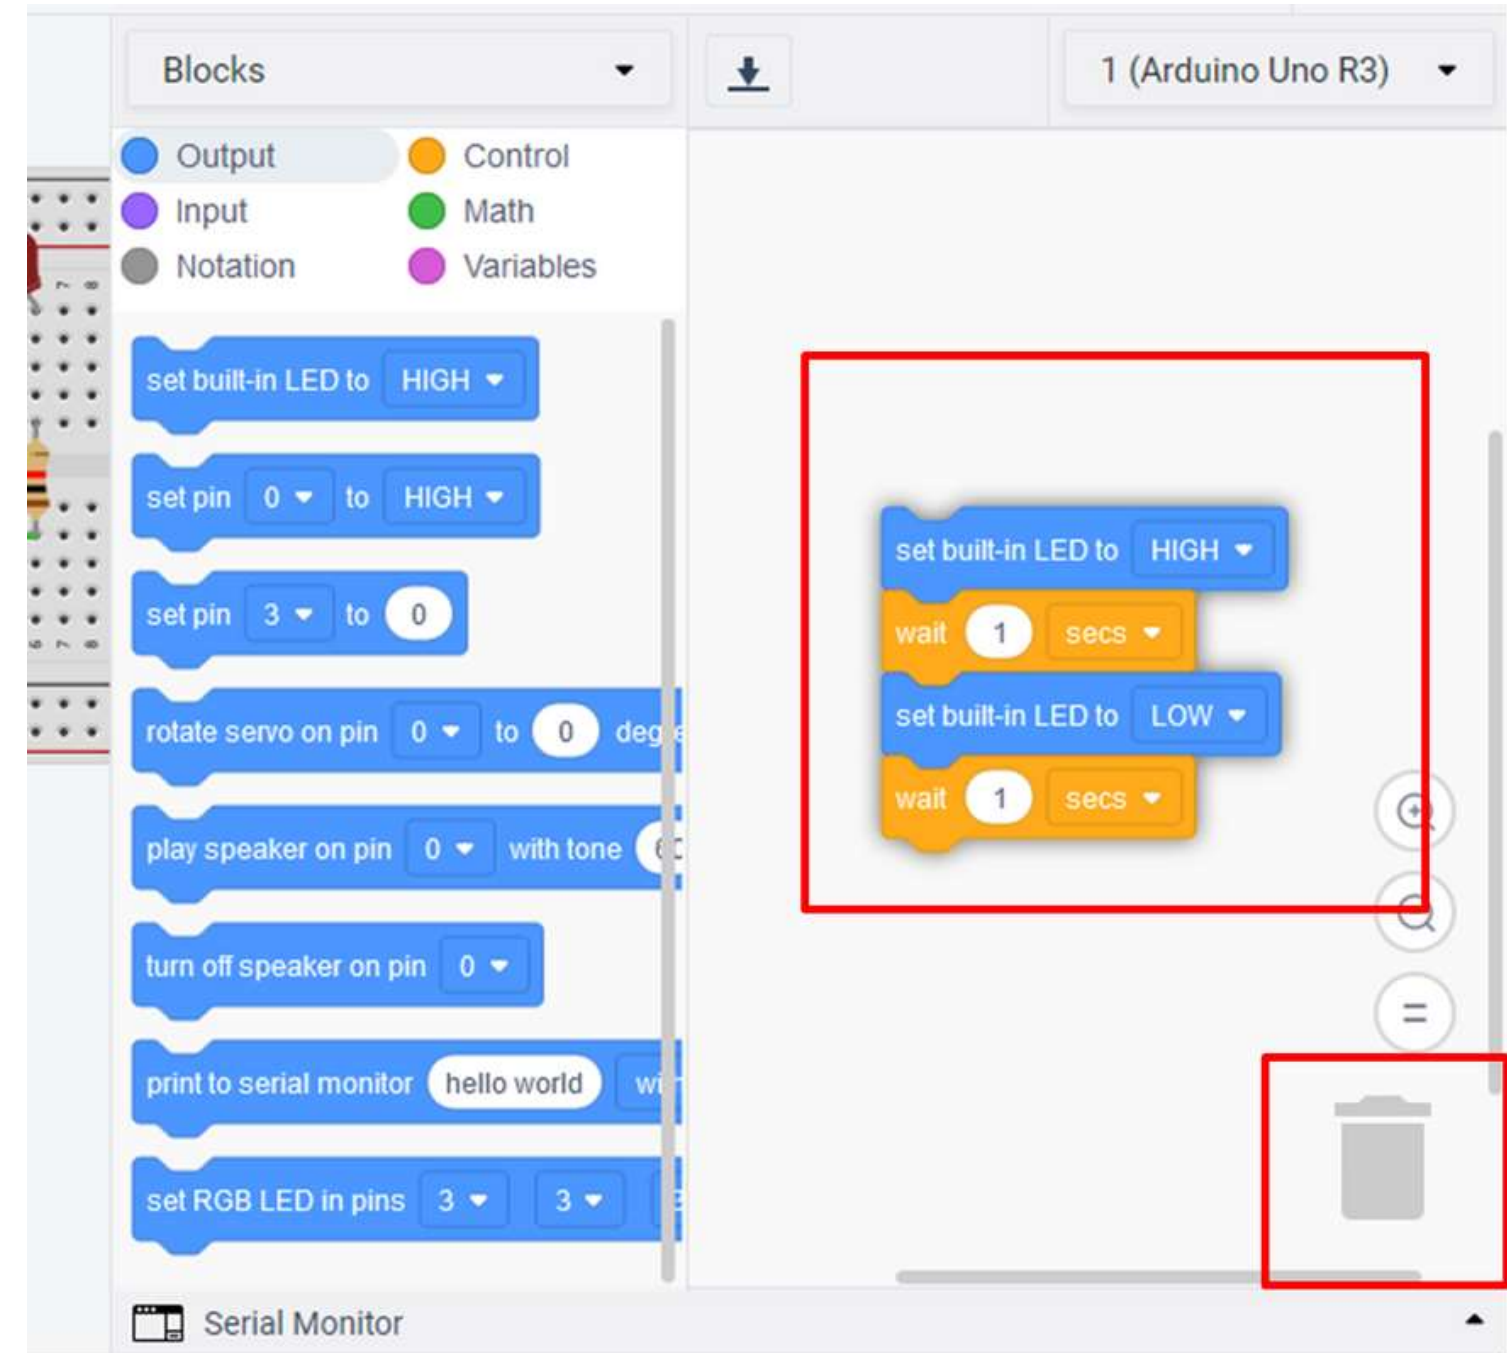 Blocks
1 (Arduino Uno R3)
Output
Control
Input
Math
Notation
Variables
set built-in LED to HIGH
set pin 0 to HIGH
set pin 3 to 0
rotate servo on pin 0 to 0
play speaker on pin 0 with tone
turn off speaker on pin 0
print to serial monitor hello world
set RGB LED in pins 3 3
set built-in LED to HIGH
wait 1 secs
set built-in LED to LOW
wait 1 secs
Serial Monitor